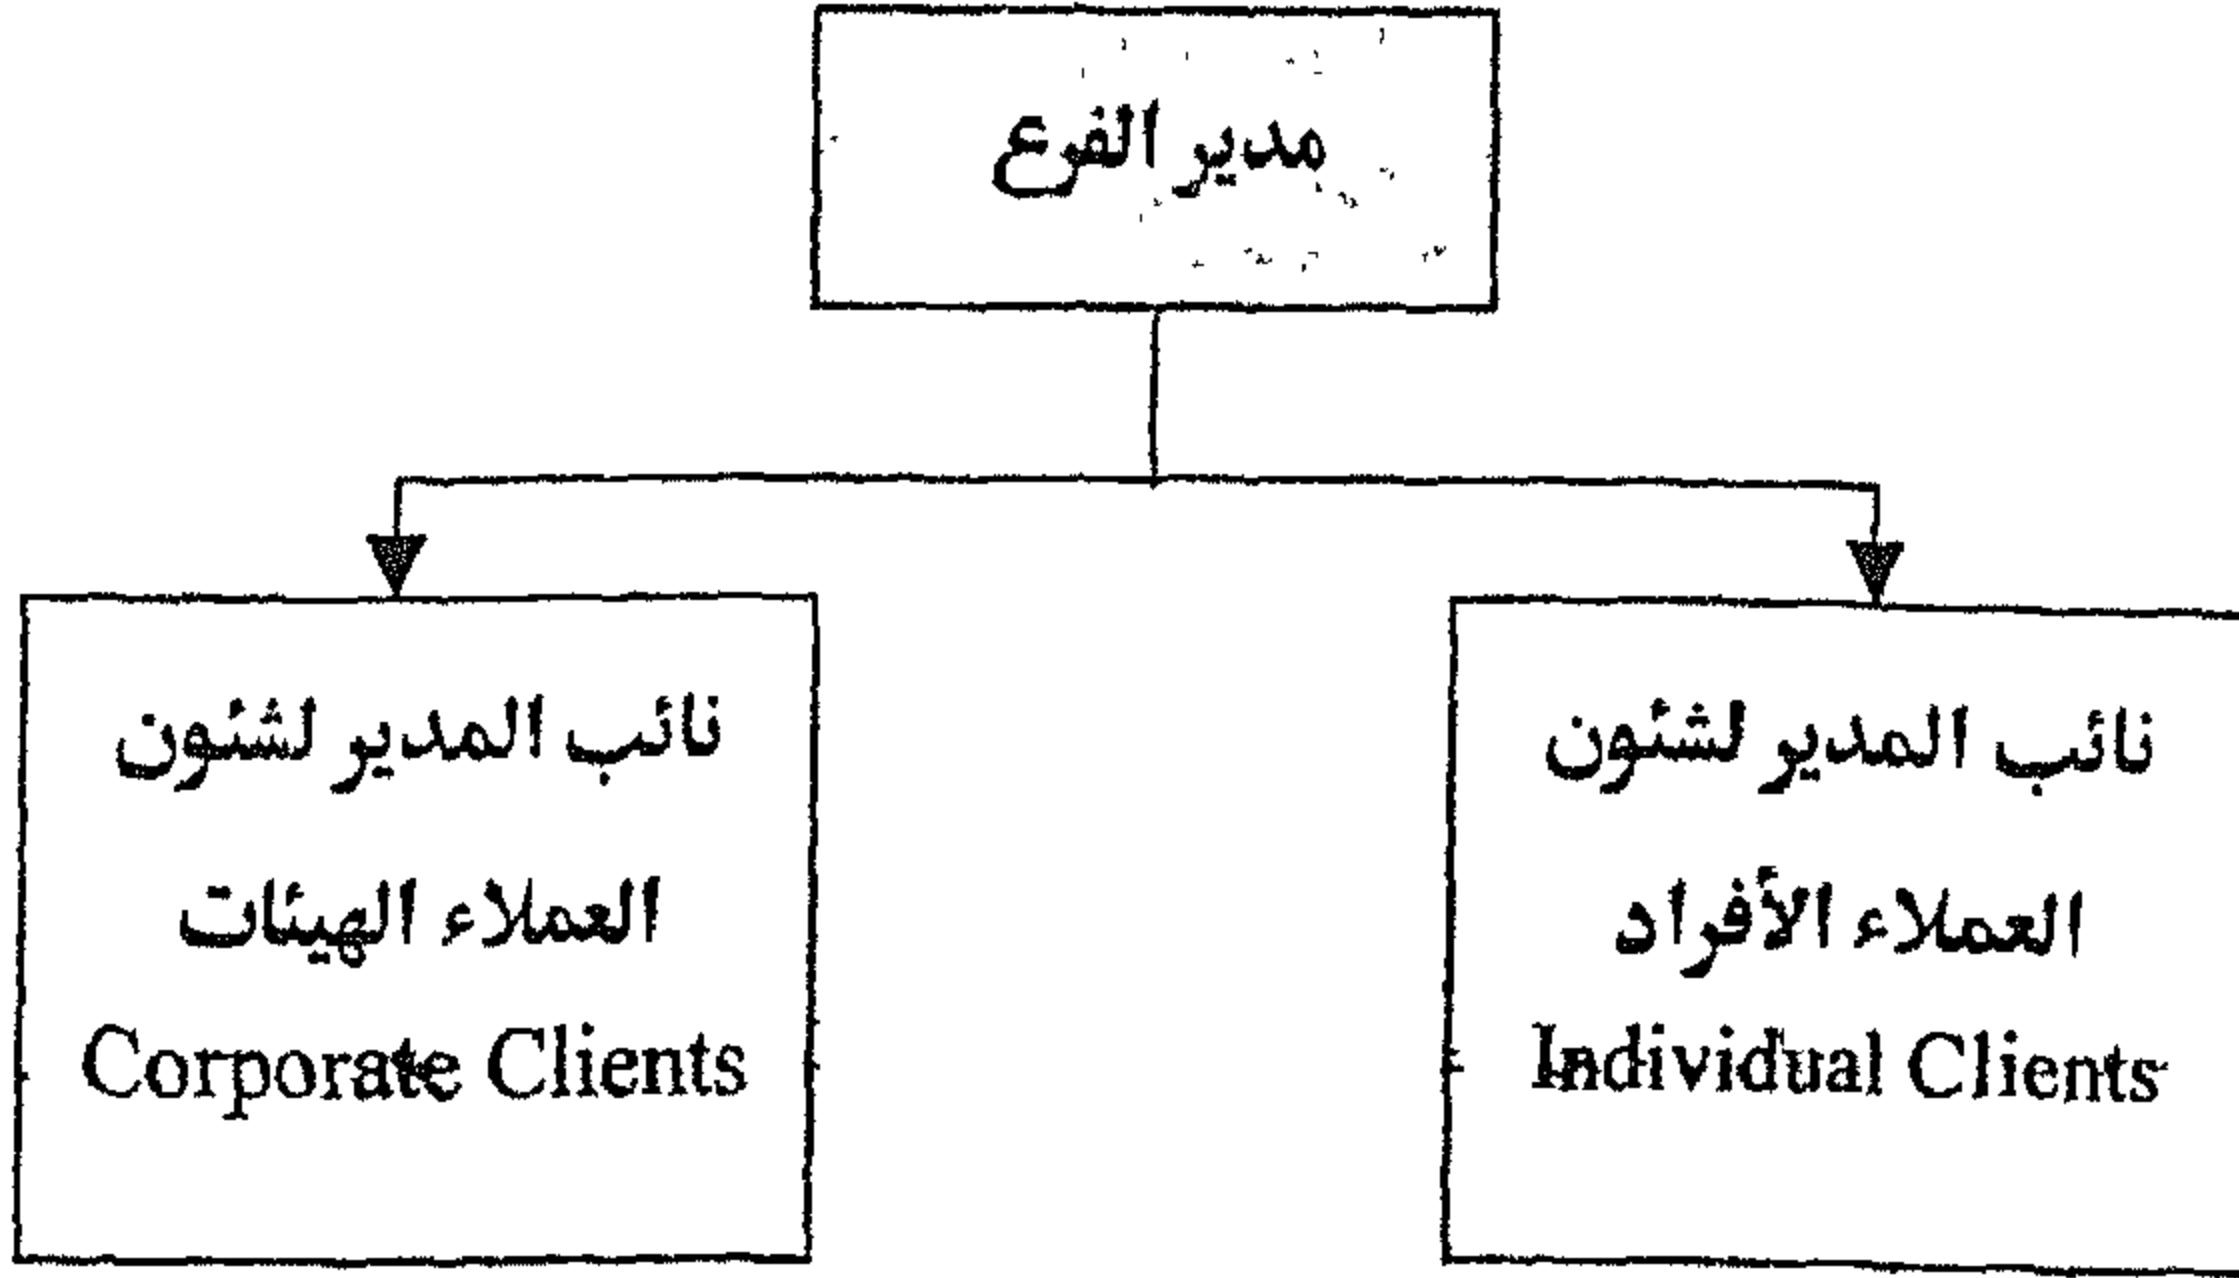 مدير الفرع
نائب المدير لشئون
العملاء الأفراد
Individual Clients
نائب المدير لشئون
العملاء الهيئات
Corporate Clients